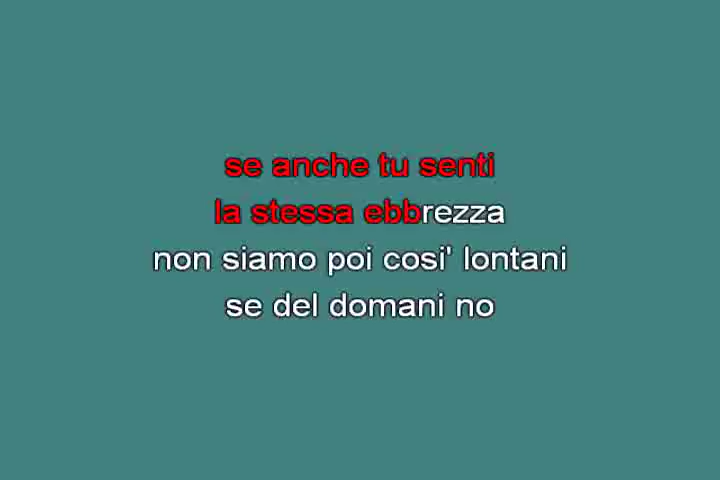 se anche tu senti
la stessa ebbrezza
non siamo poi cosi' lontani
se del domani no